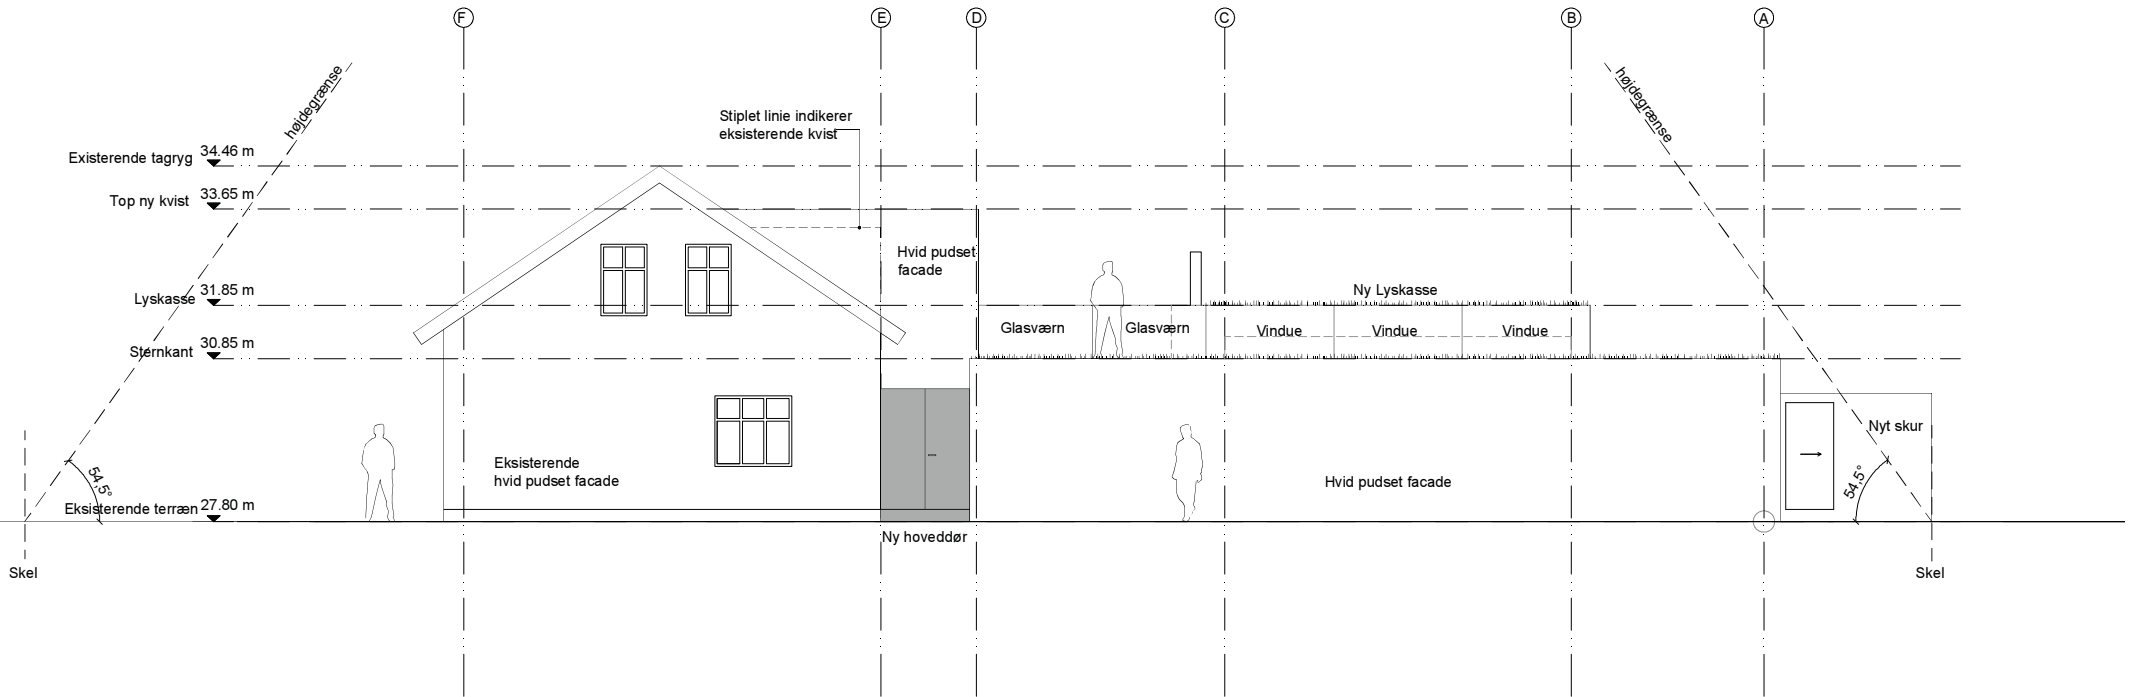 F
E
D
C
B
A
højdegrænse
højdegrænse
Stiplet linie indikerer
eksisterende kvist
Existerende tagryg 34.46 m
Top ny kvist 33.65 m
Hvid pudset
facade
Lyskasse 31.85 m
Ny Lyskasse
Glasværn
Glasværn
Vindue
Vindue
Vindue
Sternkant 30.85 m
Nyt skur
Eksisterende
hvid pudset facade
Hvid pudset facade
54,5°
54,5°
Eksisterende terræn 27.80 m
Ny hoveddør
Skel
Skel